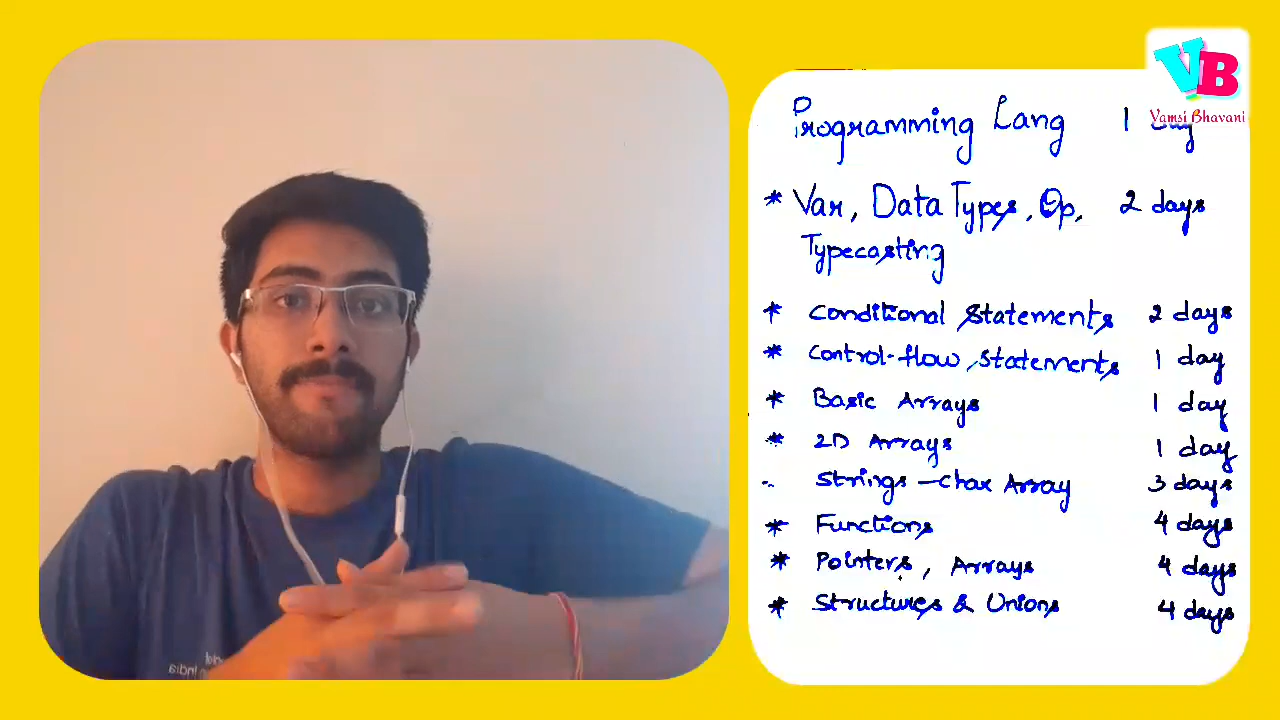 VB
Vamsi Bhavani
Programming Lang 1 day
* Var, Data Types, Op, 2 days
Typecasting
* Conditional Statements 2 days
* Control-flow Statements 1 day
* Basic Arrays 1 day
* 2D Arrays 1 day
Strings - Char Array 3 days
* Functions 4 days
* Pointers, Arrays 4 days
* Structures & Unions 4 days